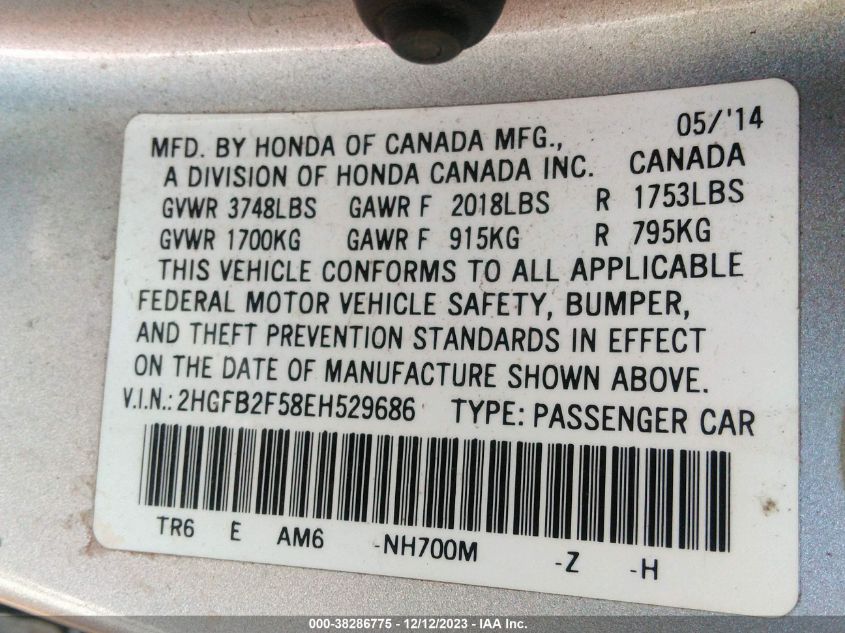 05/'14
MFD. BY HONDA OF CANADA MFG.,
A DIVISION OF HONDA CANADA INC. CANADA
GVWR 3748LBS GAWR F 2018LBS R 1753LBS
GVWR 1700KG GAWR F 915KG R 795KG
THIS VEHICLE CONFORMS TO ALL APPLICABLE
FEDERAL MOTOR VEHICLE SAFETY, BUMPER,
AND THEFT PREVENTION STANDARDS IN EFFECT
ON THE DATE OF MANUFACTURE SHOWN ABOVE.
V.I.N.: 2HGFB2F58EH529686 TYPE: PASSENGER CAR
TR6 E AM6 -NH700M -Z -H
000-38286775 - 12/12/2023 - IAA Inc.